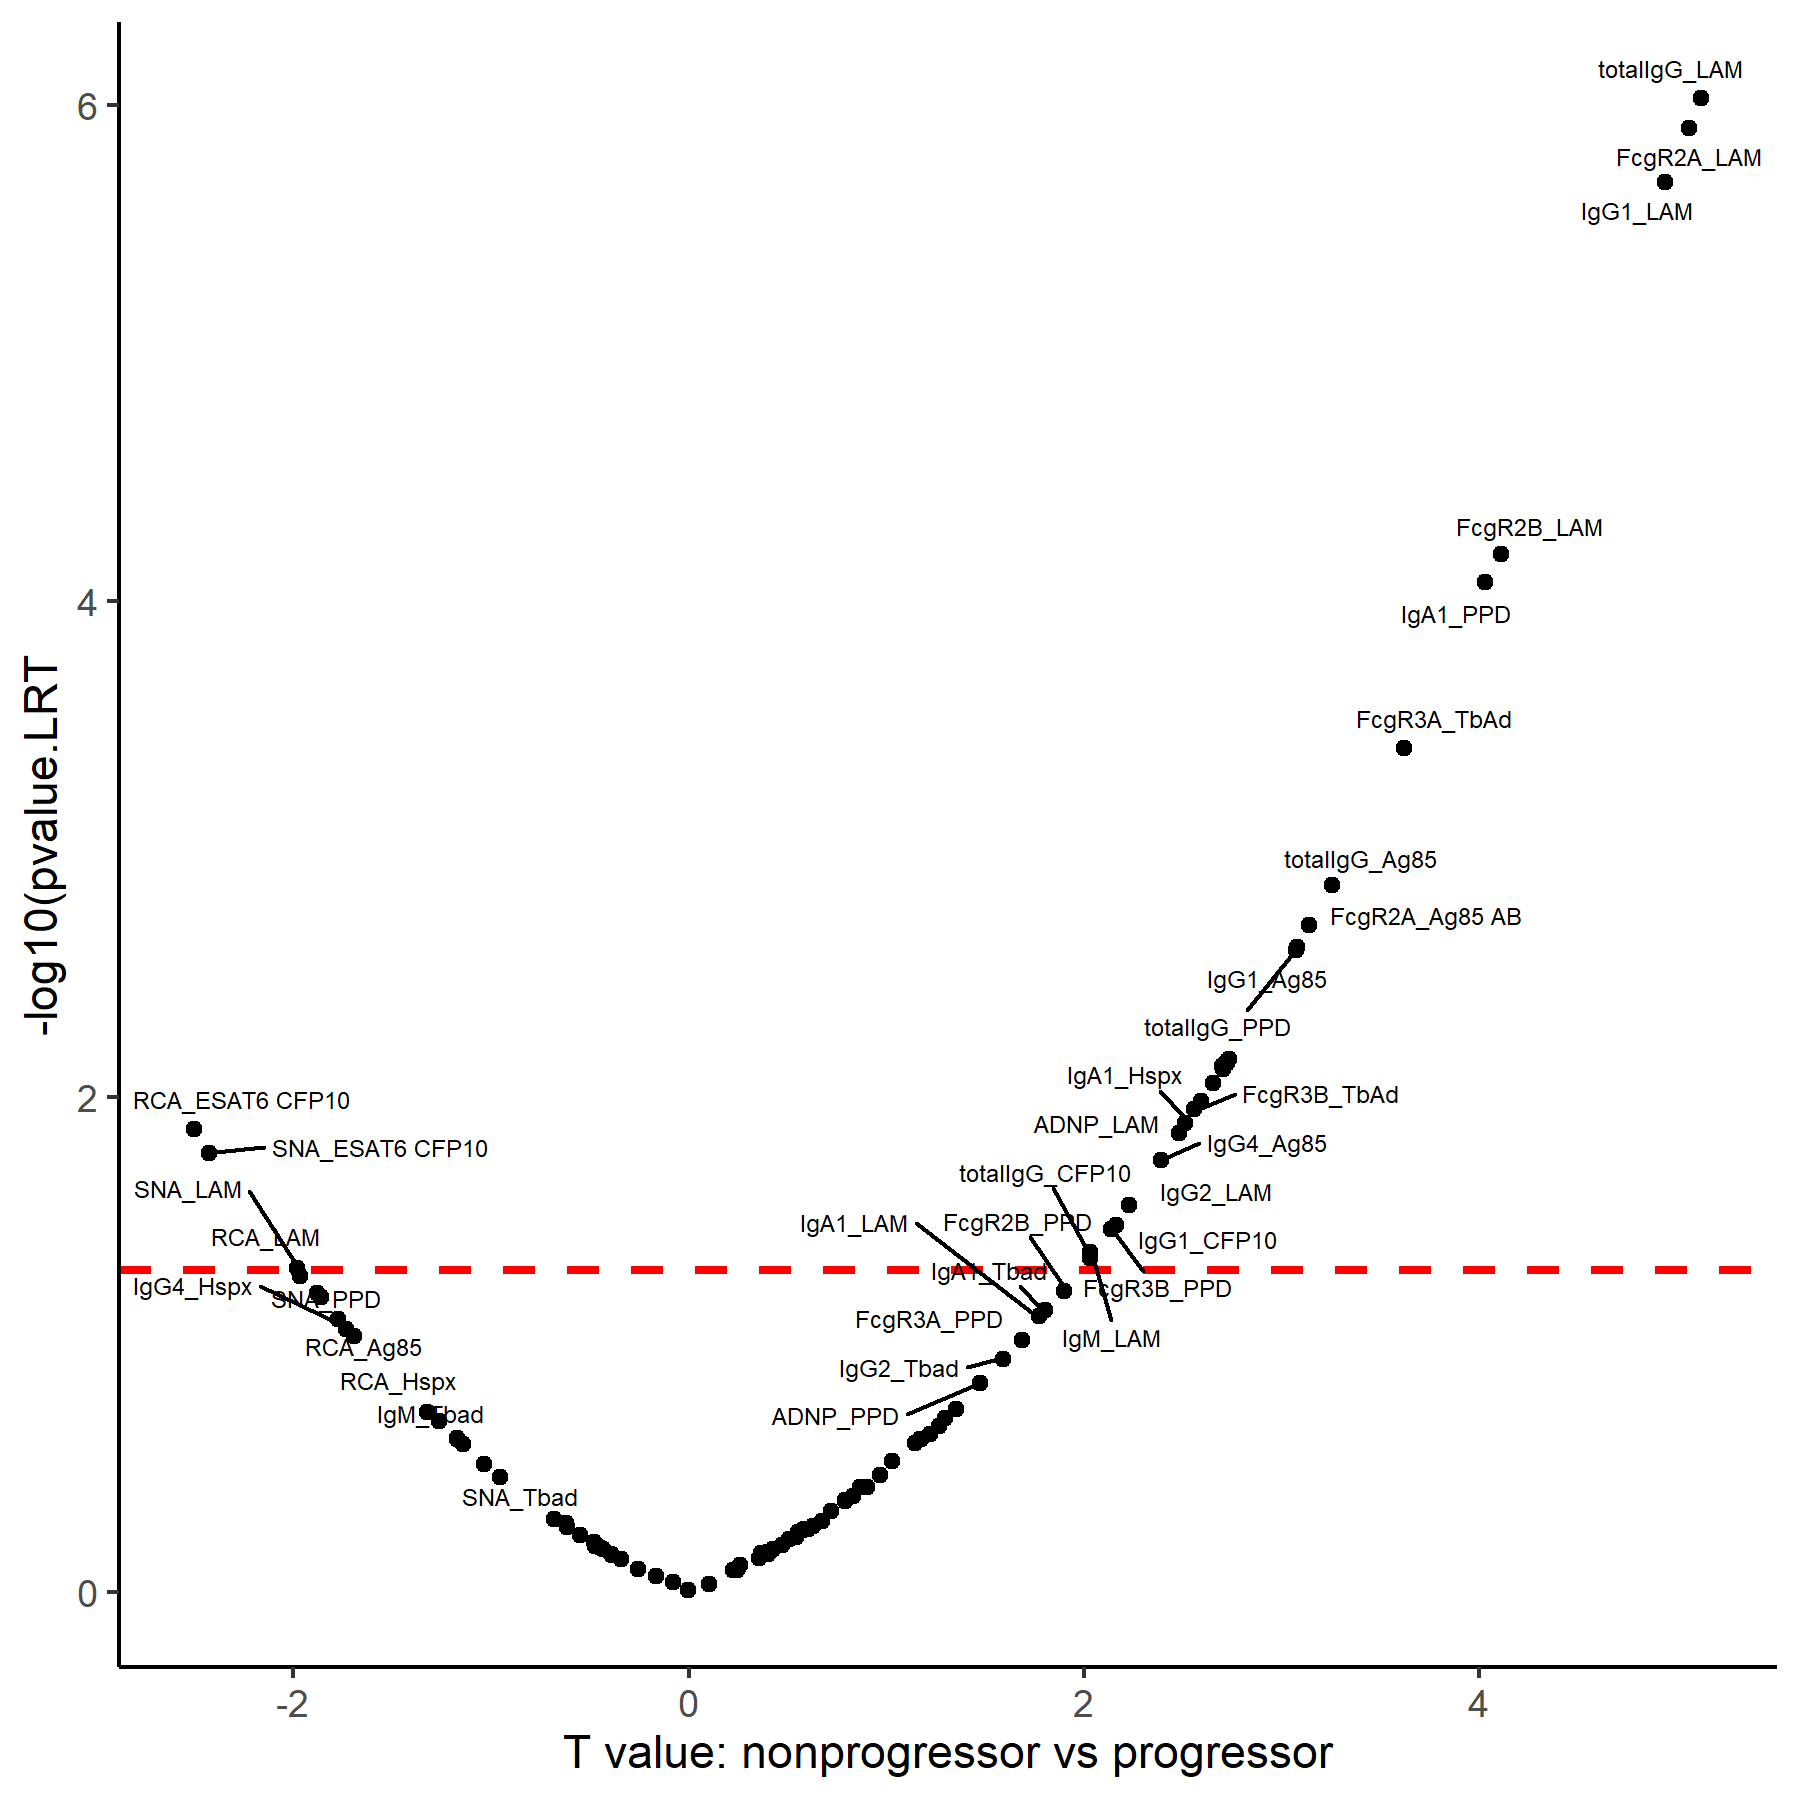 totalIgG_LAM
6
FcgR2A_LAM
IgG1_LAM
FcgR2B_LAM
4
IgA1_PPD
FcgR3A_TbAd
-log10(pvalue.LRT
totalIgG_Ag85
FcgR2A_Ag85 AB
IgG1_Ag85
totalIgG_PPD
IgA1_Hspx
2
RCA_ESAT6 CFP10
FcgR3B_TbAd
ADNP_LAM
SNA_ESAT6 CFP10
IgG4_Ag85
totalIgG_CFP10
SNA_LAM
IgG2_LAM
IgA1_LAM
FcgR2B_PPD
RCA_LAM
IgG1_CFP10
IgA1_Tbad
IgG4_Hspx
FcgR3B_PPD
SNA_PPD
FcgR3A_PPD
IgM_LAM
RCA_Ag85
IgG2_Tbad
RCA_Hspx
IgM_Tbad
ADNP_PPD
SNA_Tbad
0
-2 0 2 4
T value: nonprogressor vs progressor